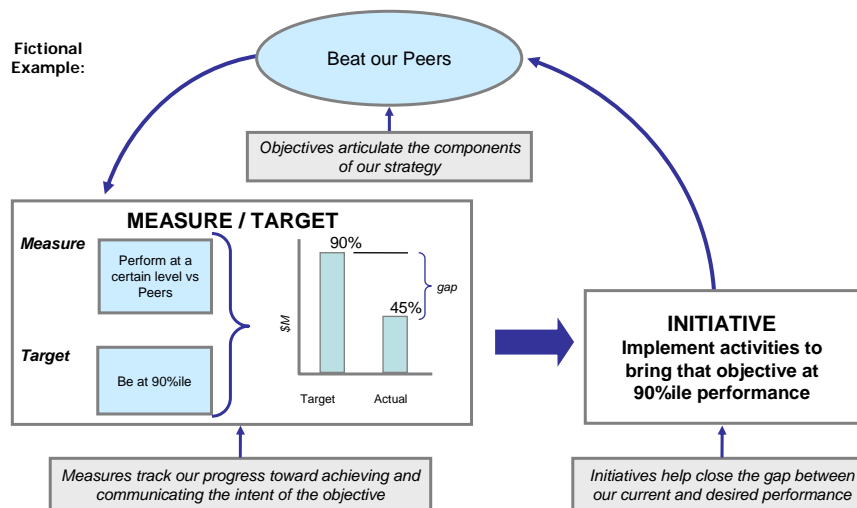 Fictional
Example:
Beat our Peers
Objectives articulate the components
of our strategy
MEASURE / TARGET
Measure
Perform at a
certain level vs
Peers
Target
Be at 90%ile
90%
45%
gap
$M
Target
Actual
INITIATIVE
Implement activities to
bring that objective at
90%ile performance
Measures track our progress toward achieving and
communicating the intent of the objective
Initiatives help close the gap between
our current and desired performance